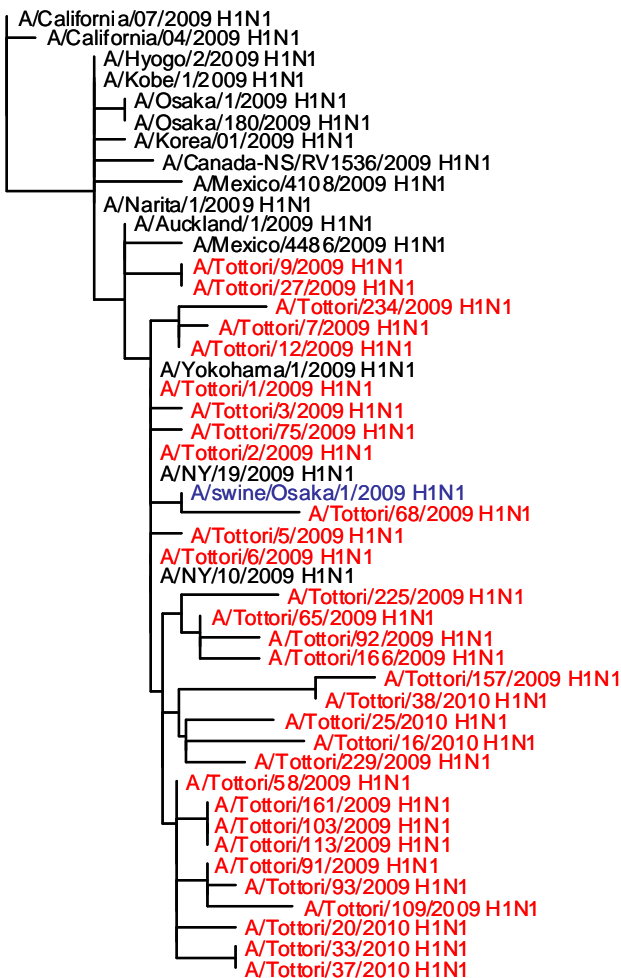 A/California/07/2009 H1N1
A/California/04/2009 H1N1
A/Hyogo/2/2009 H1N1
A/Kobe/1/2009 H1N1
A/Osaka/1/2009 H1N1
A/Osaka/180/2009 H1N1
A/Korea/01/2009 H1N1
A/Canada-NS/RV1536/2009 H1N1
A/Mexico/4108/2009 H1N1
A/Narita/1/2009 H1N1
A/Auckland/1/2009 H1N1
A/Mexico/4486/2009 H1N1
A/Tottori/9/2009 H1N1
A/Tottori/27/2009 H1N1
A/Tottori/234/2009 H1N1
A/Tottori/7/2009 H1N1
A/Tottori/12/2009 H1N1
A/Yokohama/1/2009 H1N1
A/Tottori/1/2009 H1N1
A/Tottori/3/2009 H1N1
A/Tottori/75/2009 H1N1
A/Tottori/2/2009 H1N1
A/NY/19/2009 H1N1
A/swine/Osaka/1/2009 H1N1
A/Tottori/68/2009 H1N1
A/Tottori/5/2009 H1N1
A/Tottori/6/2009 H1N1
A/NY/10/2009 H1N1
A/Tottori/225/2009 H1N1
A/Tottori/65/2009 H1N1
A/Tottori/92/2009 H1N1
A/Tottori/166/2009 H1N1
A/Tottori/157/2009 H1N1
A/Tottori/38/2010 H1N1
A/Tottori/25/2010 H1N1
A/Tottori/16/2010 H1N1
A/Tottori/229/2009 H1N1
A/Tottori/58/2009 H1N1
A/Tottori/161/2009 H1N1
A/Tottori/103/2009 H1N1
A/Tottori/113/2009 H1N1
A/Tottori/91/2009 H1N1
A/Tottori/93/2009 H1N1
A/Tottori/109/2009 H1N1
A/Tottori/20/2010 H1N1
A/Tottori/33/2010 H1N1
A/Tottori/37/2010 H1N1